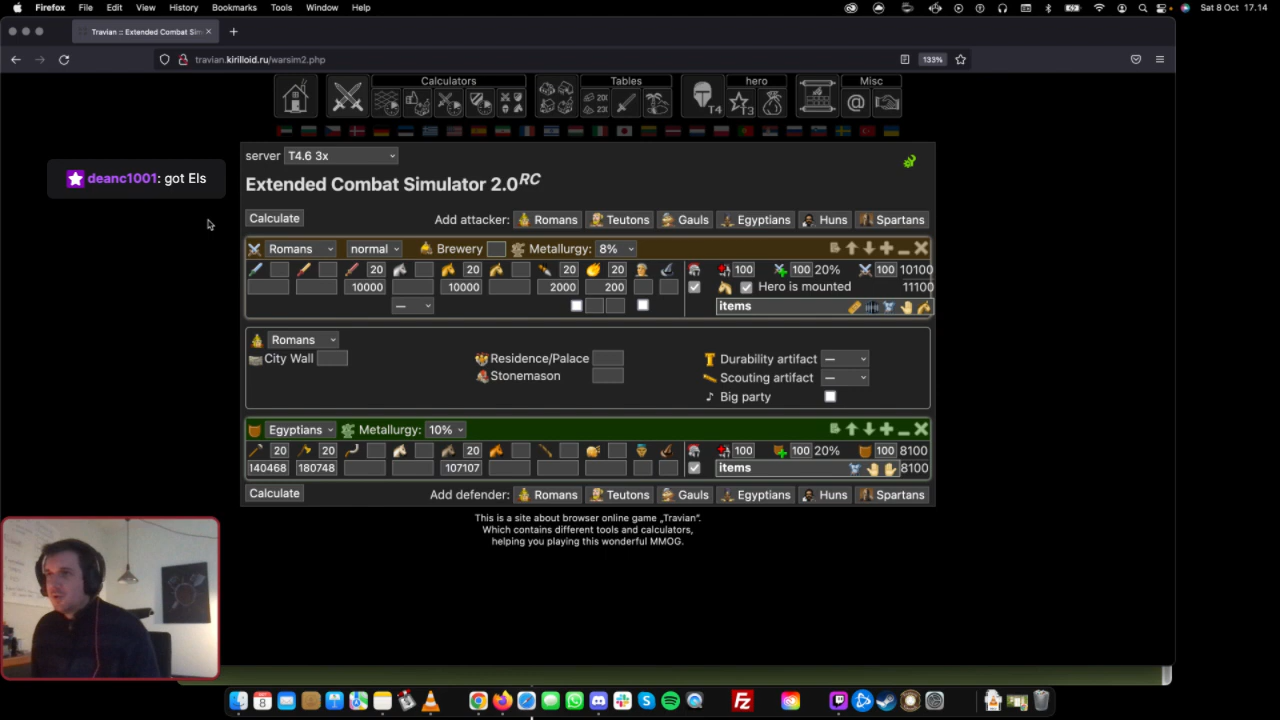 Firefox File Edit View History Bookmarks Tools Window Help
Sat 8 Oct 17.14
Travian :: Extended Combat Sim
travian.kirilloid.ru/warsim2.php
133%
Calculators
Tables
hero
Misc
T4
T3
server T4.6 3x
deanc1001: got EIs
Extended Combat Simulator 2.0RC
Calculate
Add attacker: Romans Teutons Gauls Egyptians Huns Spartans
Romans normal Brewery Metallurgy: 8%
20 20 20 20 100 100 20% 100 10100
10000 10000 2000 200 Hero is mounted 11100
— items
Romans
City Wall Residence/Palace Durability artifact —
Stonemason Scouting artifact —
Big party
Egyptians Metallurgy: 10%
20 20 20 100 100 20% 100 8100
140468 180748 107107 items 8100
Calculate
Add defender: Romans Teutons Gauls Egyptians Huns Spartans
This is a site about browser online game „Travian".
Which contains different tools and calculators,
helping you playing this wonderful MMOG.